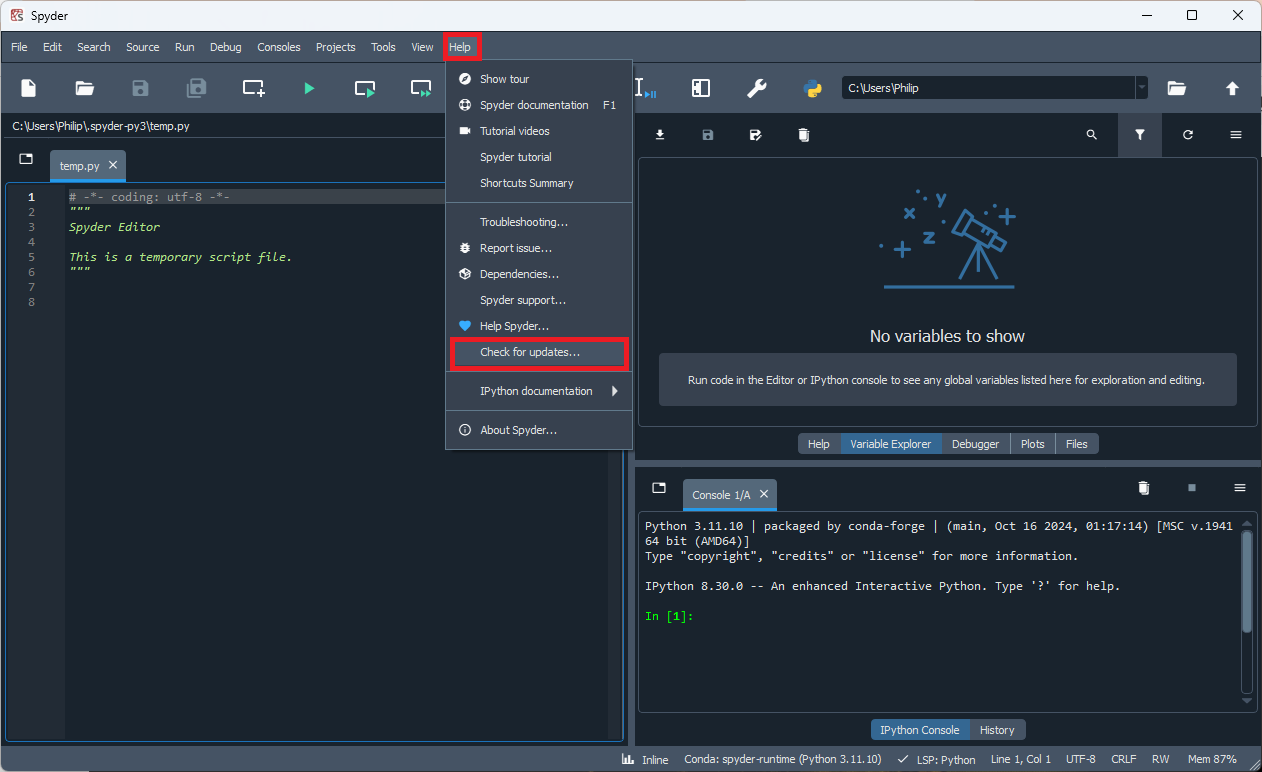 Spyder
File Edit Search Source Run Debug Consoles Projects Tools View Help
C:\Users\Philip
C:\Users\Philip\.spyder-py3\temp.py
temp.py
1 # -*- coding: utf-8 -*-
2 """
3 Spyder Editor
4
5 This is a temporary script file.
6 """
7
8
Show tour
Spyder documentation F1
Tutorial videos
Spyder tutorial
Shortcuts Summary
Troubleshooting...
Report issue...
Dependencies...
Spyder support...
Help Spyder...
Check for updates...
IPython documentation
About Spyder...
x y
z
No variables to show
Run code in the Editor or IPython console to see any global variables listed here for exploration and editing.
Help Variable Explorer Debugger Plots Files
Console 1/A
Python 3.11.10 | packaged by conda-forge | (main, Oct 16 2024, 01:17:14) [MSC v.1941
64 bit (AMD64)]
Type "copyright", "credits" or "license" for more information.
IPython 8.30.0 -- An enhanced Interactive Python. Type '?' for help.
In [1]:
IPython Console History
Inline Conda: spyder-runtime (Python 3.11.10) LSP: Python Line 1, Col 1 UTF-8 CRLF RW Mem 87%